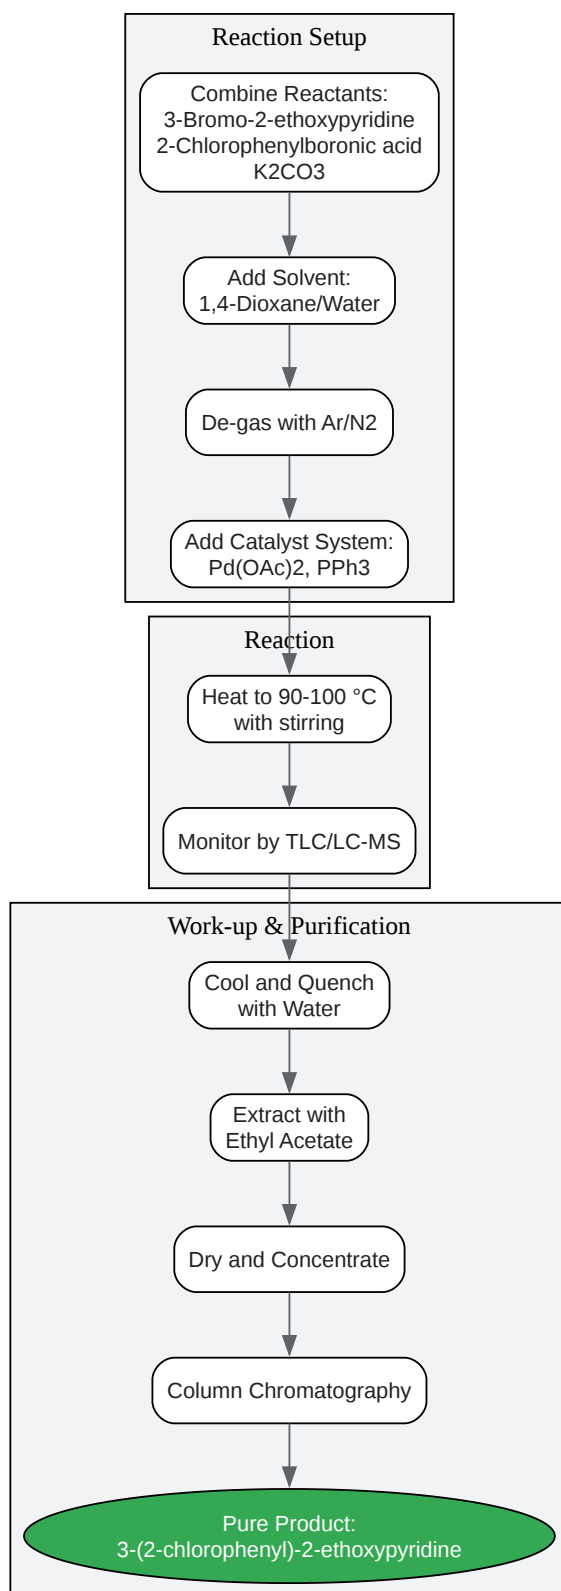 Reaction Setup
Combine Reactants:
3-Bromo-2-ethoxypyridine
2-Chlorophenylboronic acid
K2CO3
Add Solvent:
1,4-Dioxane/Water
De-gas with Ar/N2
Add Catalyst System:
Pd(OAc)2, PPh3
Reaction
Heat to 90-100 °C
with stirring
Monitor by TLC/LC-MS
Work-up & Purification
Cool and Quench
with Water
Extract with
Ethyl Acetate
Dry and Concentrate
Column Chromatography
Pure Product:
3-(2-chlorophenyl)-2-ethoxypyridine